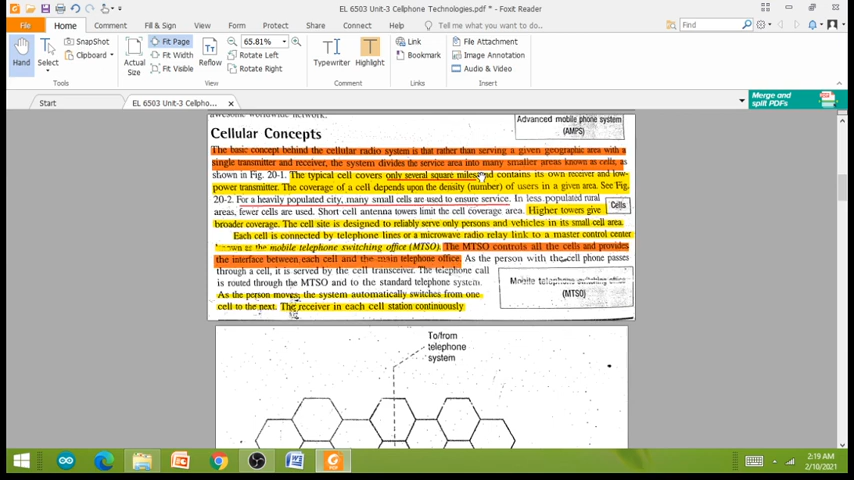 EL 6503 Unit-3 Cellphone Technologies.pdf * - Foxit Reader
File Home Comment Fill & Sign View Form Protect Share Connect Help Tell me what you want to do.. Find
SnapShot
Clipboard
Hand
Select
Actual Size
Fit Page
Fit Width
Fit Visible
Reflow
65.81%
Rotate Left
Rotate Right
Typewriter
Highlight
Link
Bookmark
File Attachment
Image Annotation
Audio & Video
Tools View Comment Links Insert
Start EL 6503 Unit-3 Cellpho...
Merge and
split PDFs
awesome worldwide network.
Advanced mobile phone system
(AMPS)
Cellular Concepts
The basic concept behind the cellular radio system is that rather than serving a given geographic area with a
single transmitter and receiver, the system divides the service area into many smaller areas known as cells, as
shown in Fig. 20-1. The typical cell covers only several square miles and contains its own receiver and low-
power transmitter. The coverage of a cell depends upon the density (number) of users in a given area. See Fig.
20-2. For a heavily populated city, many small cells are used to ensure service. In less populated rural
areas, fewer cells are used. Short cell antenna towers limit the cell coverage area. Higher towers give
Cells
broader coverage. The cell site is designed to reliably serve only persons and vehicles in its small cell area.
Each cell is connected by telephone lines or a microwave radio relay link to a master control center
known as the mobile telephone switching office (MTSO). The MTSO controls all the cells and provides
the interface between each cell and the main telephone office. As the person with the cell phone passes
through a cell, it is served by the cell transceiver. The telephone call
is routed through the MTSO and to the standard telephone system.
As the person moves, the system automatically switches from one
cell to the next. The receiver in each cell station continuously
Mobile telephone switching office
(MTSO)
To/from
telephone
system
2:19 AM
2/10/2021